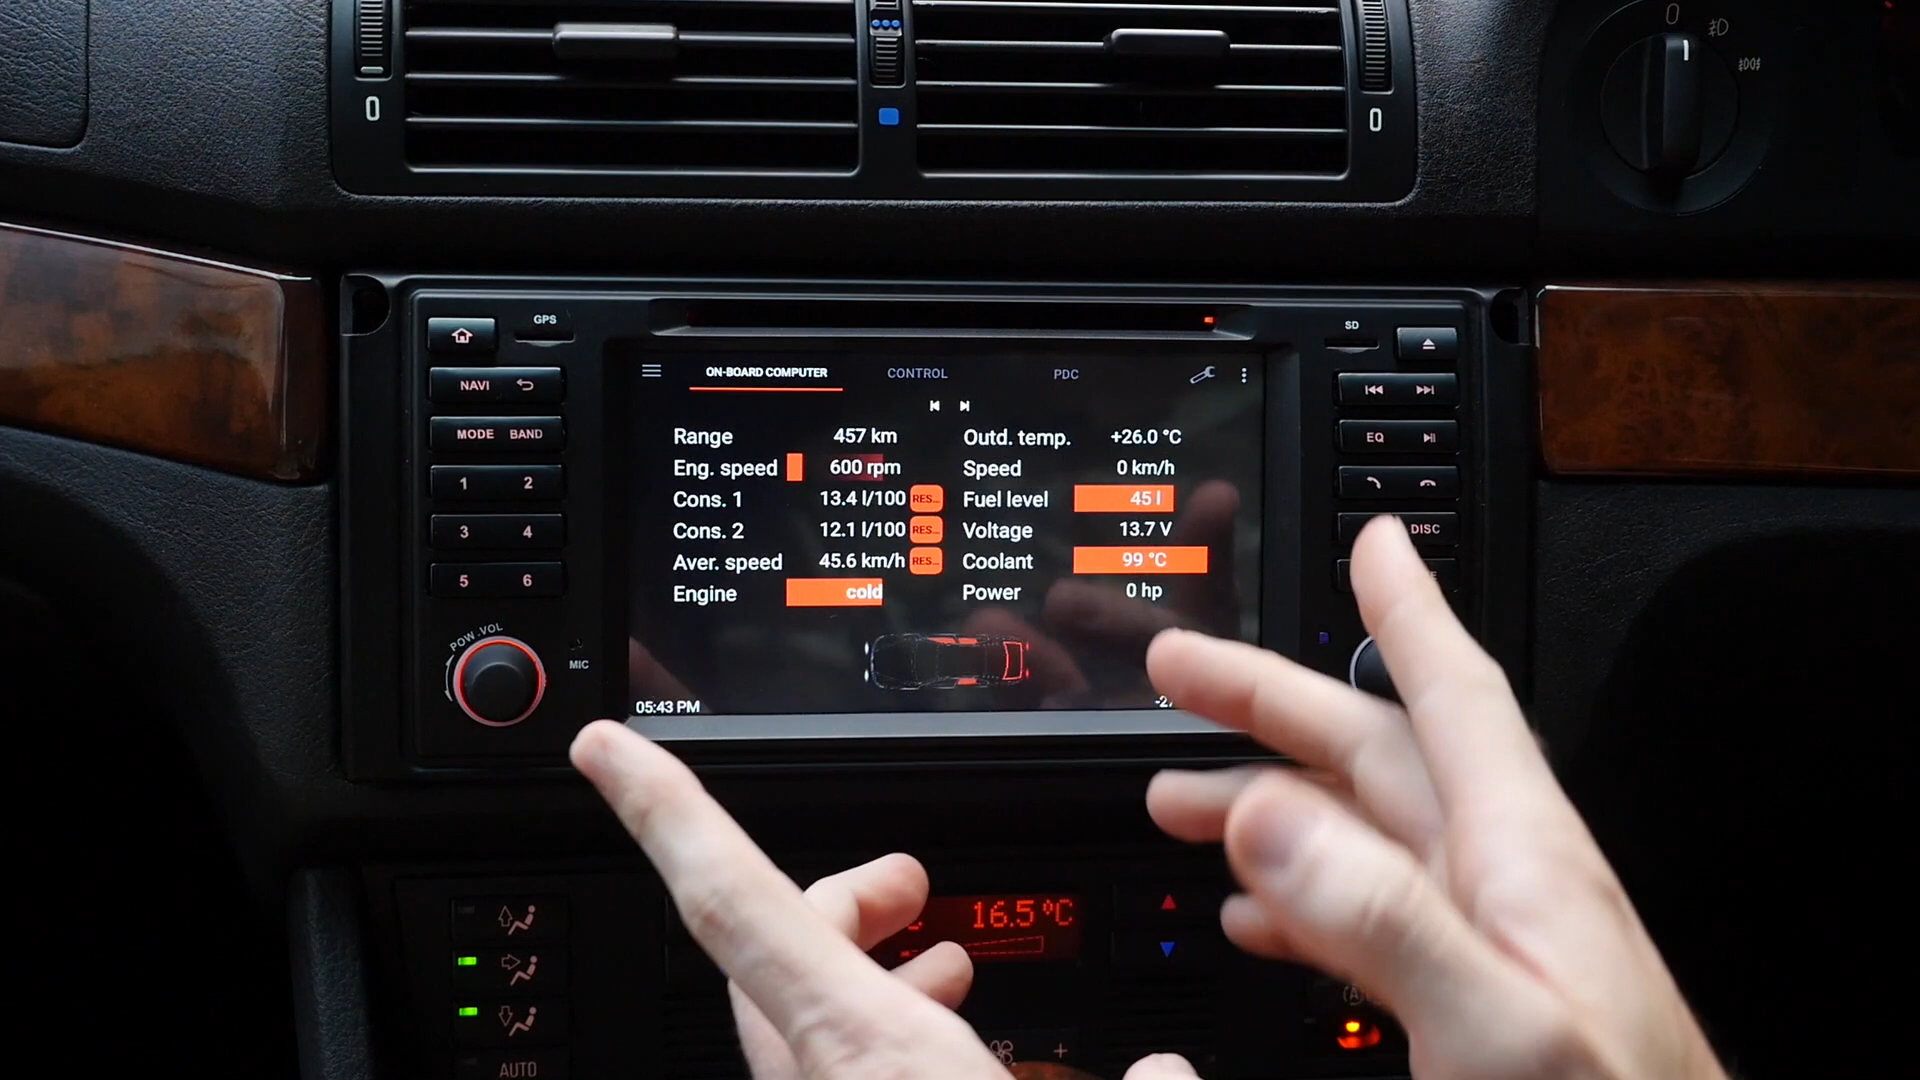 0
0
0
GPS
SD
NAVI
MODE BAND
1 2
3 4
5 6
POW.VOL
MIC
EQ
DISC
ON-BOARD COMPUTER CONTROL PDC
Range 457 km Outd. temp. +26.0 °C
Eng. speed 600 rpm Speed 0 km/h
Cons. 1 13.4 l/100 RES... Fuel level 45 l
Cons. 2 12.1 l/100 RES... Voltage 13.7 V
Aver. speed 45.6 km/h RES... Coolant 99 °C
Engine cold Power 0 hp
05:43 PM
16.5°C
AUTO